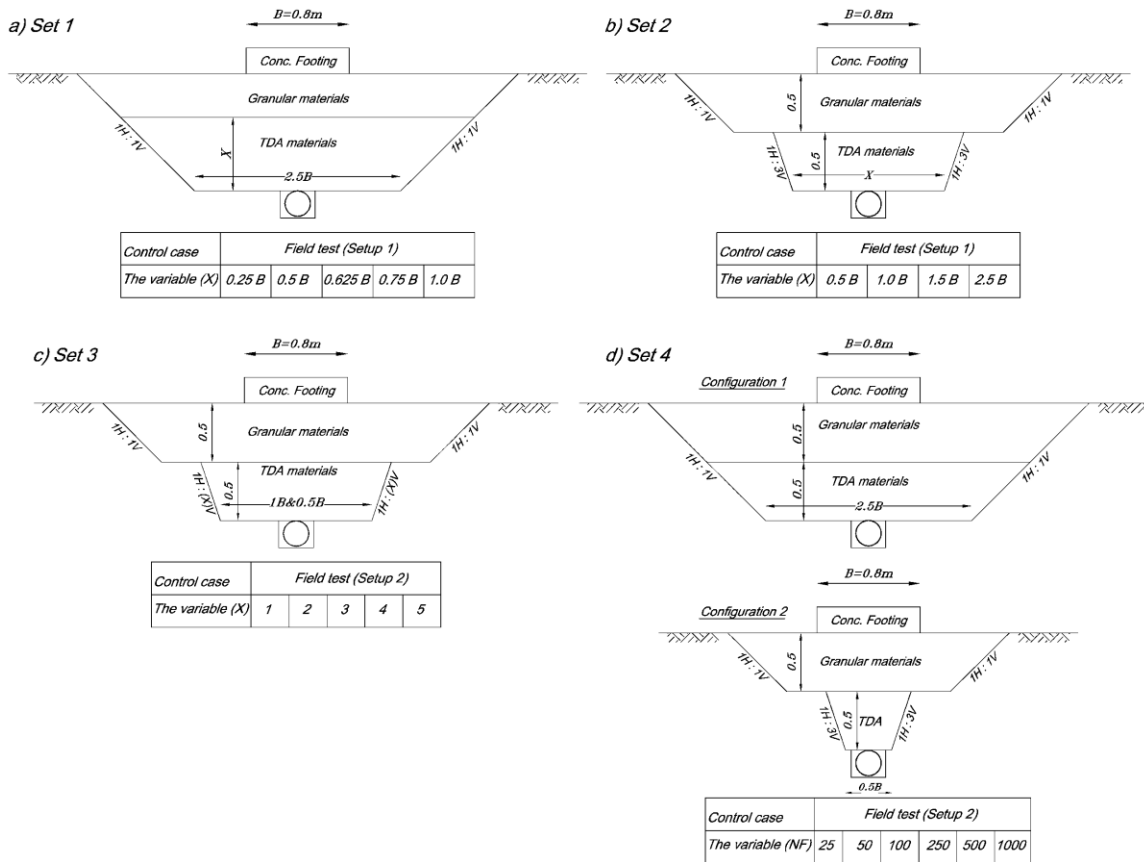 a) Set 1
B=0.8m
Conc. Footing
Granular materials
1H : 1V
X
TDA materials
1H : 1V
2.5B
Control case
Field test (Setup 1)
The variable (X)
0.25 B
0.5 B
0.625 B
0.75 B
1.0 B
b) Set 2
B=0.8m
Conc. Footing
1H : 1V
0.5
Granular materials
1H : 1V
1H : 3V
0.5
TDA materials
X
1H : 3V
Control case
Field test (Setup 1)
The variable (X)
0.5 B
1.0 B
1.5 B
2.5 B
c) Set 3
B=0.8m
Conc. Footing
1H : 1V
0.5
Granular materials
1H : 1V
1H : (X)V
0.5
TDA materials
1B&0.5B
1H : (X)V
Control case
Field test (Setup 2)
The variable (X)
1
2
3
4
5
d) Set 4
B=0.8m
Configuration 1
Conc. Footing
0.5
Granular materials
1H : 1V
0.5
TDA materials
1H : 1V
2.5B
B=0.8m
Configuration 2
Conc. Footing
1H : 1V
0.5
Granular materials
1H : 1V
1H : 3V
0.5
TDA
1H : 3V
0.5B
Control case
Field test (Setup 2)
The variable (NF)
25
50
100
250
500
1000